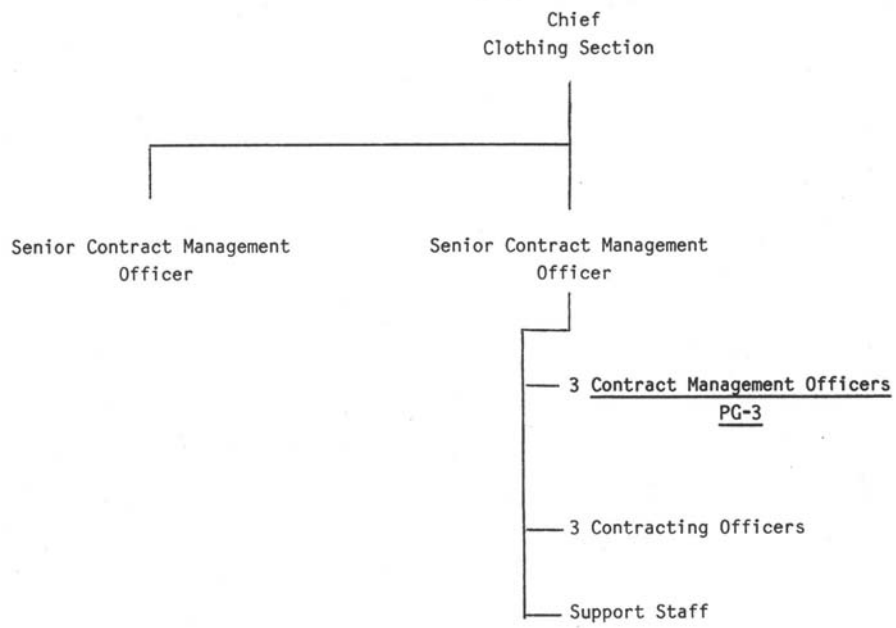 Chief
Clothing Section
Senior Contract Management
Officer
Senior Contract Management
Officer
3 Contract Management Officers
PG-3
3 Contracting Officers
Support Staff